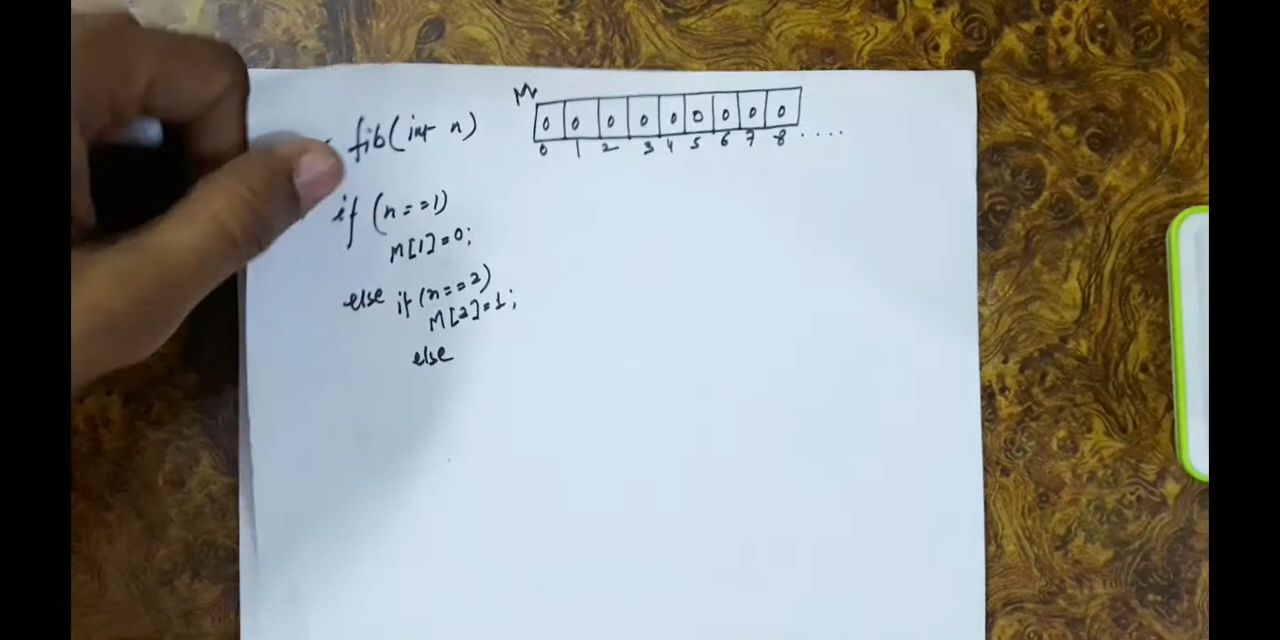 fib(int n)
M
0 0 0 0 0 0 0 0 0
0 1 2 3 4 5 6 7 8 ....
if (n==1)
M[1]=0;
else if (n==2)
M[2]=1;
else